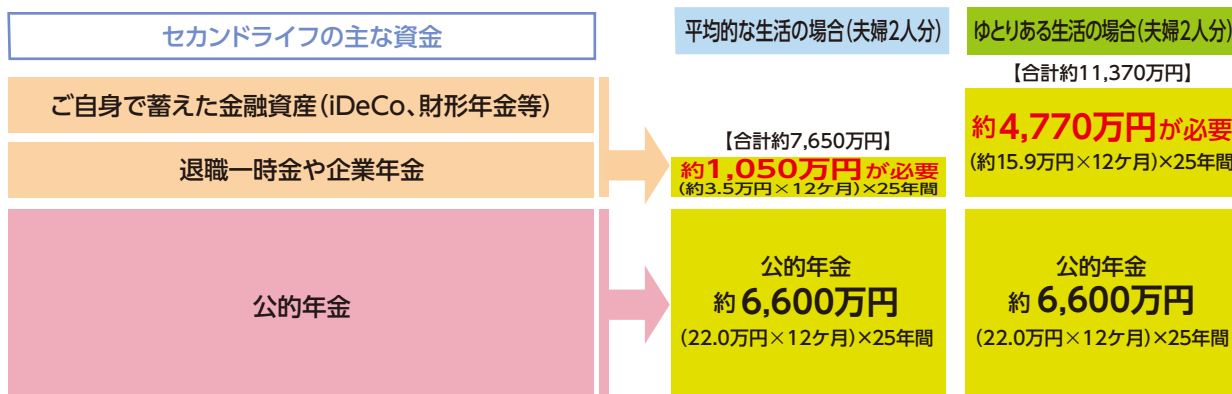 セカンドライフの主な資金
ご自身で蓄えた金融資産(iDeCo、財形年金等)
退職一時金や企業年金
公的年金
平均的な生活の場合(夫婦2人分)
【合計約7,650万円】
約1,050万円が必要
(約3.5万円×12ケ月)×25年間
公的年金
約6,600万円
(22.0万円×12ケ月)×25年間
ゆとりある生活の場合(夫婦2人分)
【合計約11,370万円】
約4,770万円が必要
(約15.9万円×12ケ月)×25年間
公的年金
約6,600万円
(22.0万円×12ケ月)×25年間